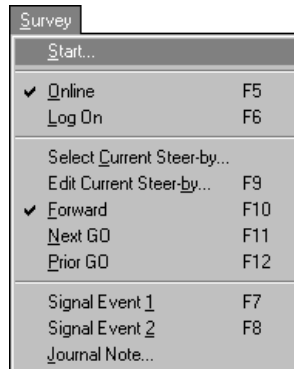 Survey
Start...
Online F5
Log On F6
Select Current Steer-by...
Edit Current Steer-by... F9
Forward F10
Next GO F11
Prior GO F12
Signal Event 1 F7
Signal Event 2 F8
Journal Note...